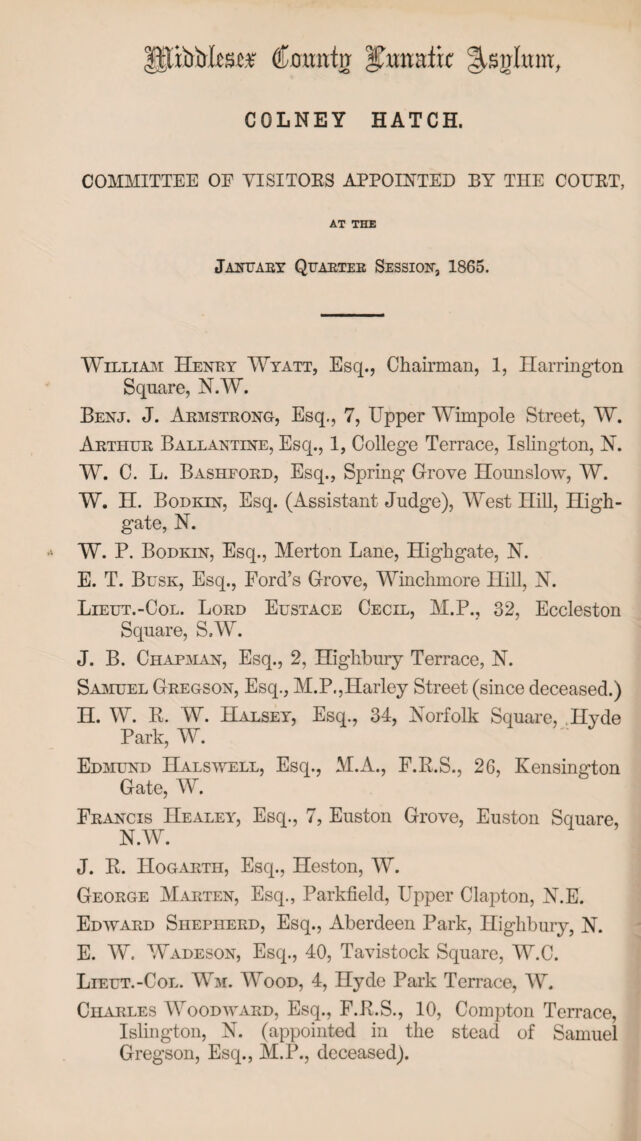 Middlesex County Lunatic Asylum,
COLNEY HATCH.
COMMITTEE OF VISITORS APPOINTED BY THE COURT,
AT THE
JANUARY QUARTER SESSION, 1865.
WILLIAM HENRY WYATT, Esq., Chairman, 1, Harrington
Square, N.W.
BENJ. J. ARMSTRONG, Esq., 7, Upper Wimpole Street, W.
ARTHUR BALLANTINE, Esq., 1, College Terrace, Islington, N.
W. C. L. BASHFORD, Esq., Spring Grove Hounslow, W.
W. H. BODKIN, Esq. (Assistant Judge), West Hill, High-
gate, N.
W. P. BODKIN, Esq., Merton Lane, Highgate, N.
E. T. BUSK, Esq., Ford's Grove, Winchmore Hill, N.
LIEUT.-COL. LORD EUSTACE CECIL, M.P., 32, Eccleston
Square, S.W.
J. B. CHAPMAN, Esq., 2, Highbury Terrace, N.
SAMUEL GREGSON, Esq., M.P., Harley Street (since deceased.)
H. W. R. W. HALSEY, Esq., 34, Norfolk Square, Hyde
Park, W.
EDMUND HALSWELL, Esq., M.A., F.R.S., 26, Kensington
Gate, W.
FRANCIS HEALEY, Esq., 7, Euston Grove, Euston Square,
N.W.
J. R. HOGARTH, Esq., Heston, W.
GEORGE MARTEN, Esq., Parkfield, Upper Clapton, N.E.
EDWARD SHEPHERD, Esq., Aberdeen Park, Highbury, N.
E. W. WADESON, Esq., 40, Tavistock Square, W.C.
LIEUT.-COL. WM. WOOD, 4, Hyde Park Terrace, W.
CHARLES WOODWARD, Esq., F.R.S., 10, Compton Terrace,
Islington, N. (appointed in the stead of Samuel
Gregson, Esq., M.P., deceased).